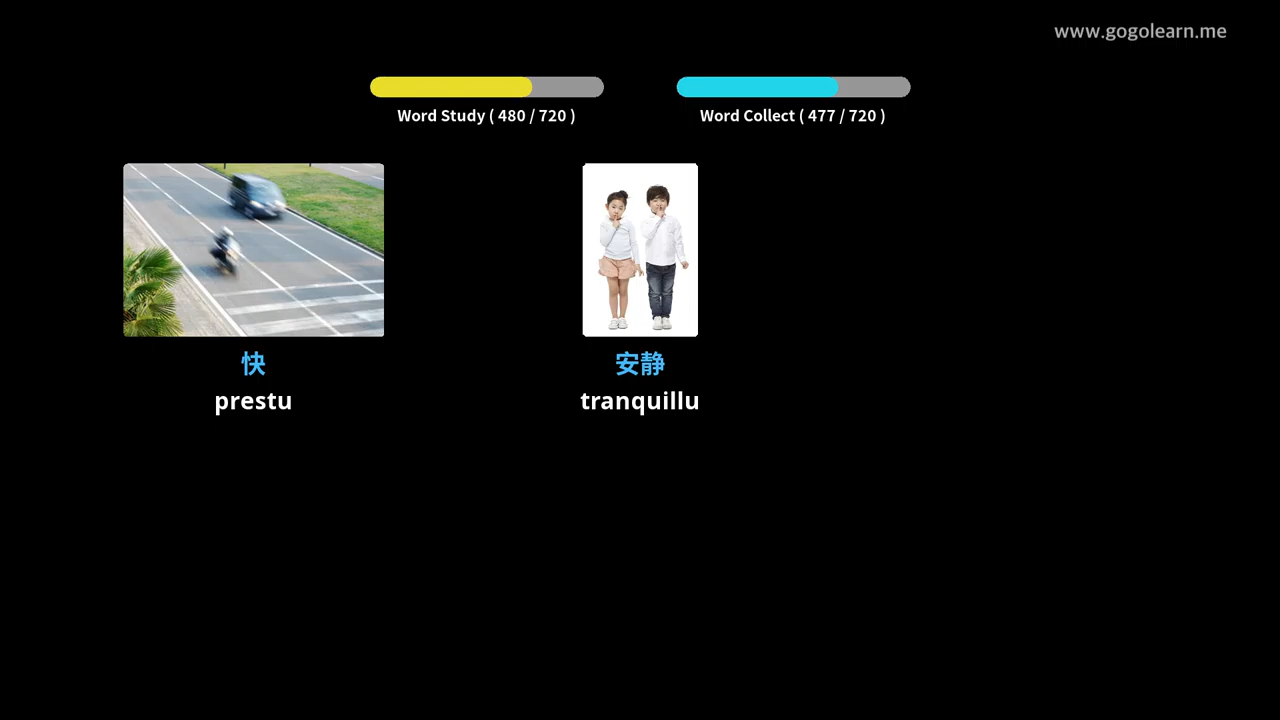 www.gogolearn.me
Word Study ( 480 / 720 )
Word Collect ( 477 / 720 )
快
prestu
安静
tranquillu